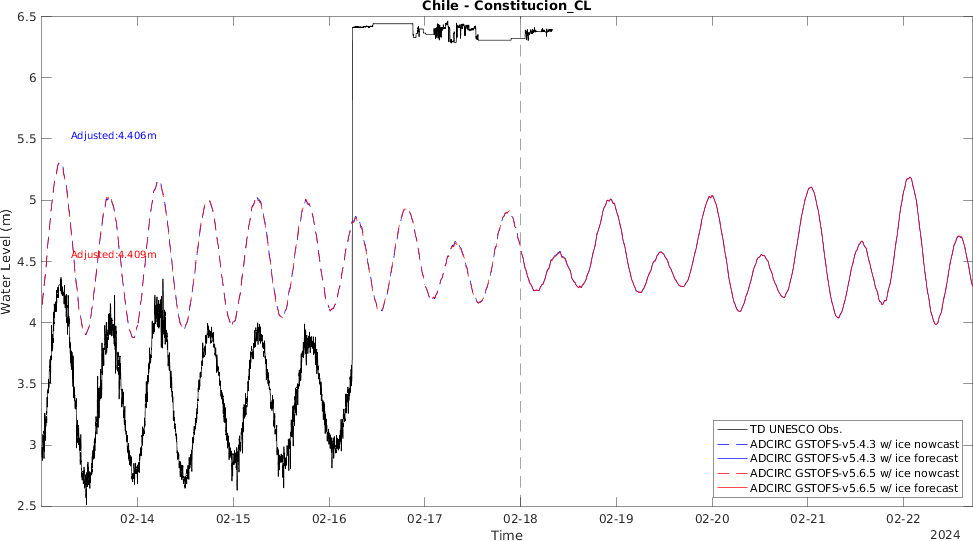 Chile - Constitucion_CL
6.5
6
5.5
5
4.5
4
3.5
3
2.5
Water Level (m)
Adjusted:4.406m
Adjusted:4.409m
TD UNESCO Obs.
ADCIRC GSTOFS-v5.4.3 w/ ice nowcast
ADCIRC GSTOFS-v5.4.3 w/ ice forecast
ADCIRC GSTOFS-v5.6.5 w/ ice nowcast
ADCIRC GSTOFS-v5.6.5 w/ ice forecast
02-14 02-15 02-16 02-17 02-18 02-19 02-20 02-21 02-22
Time
2024